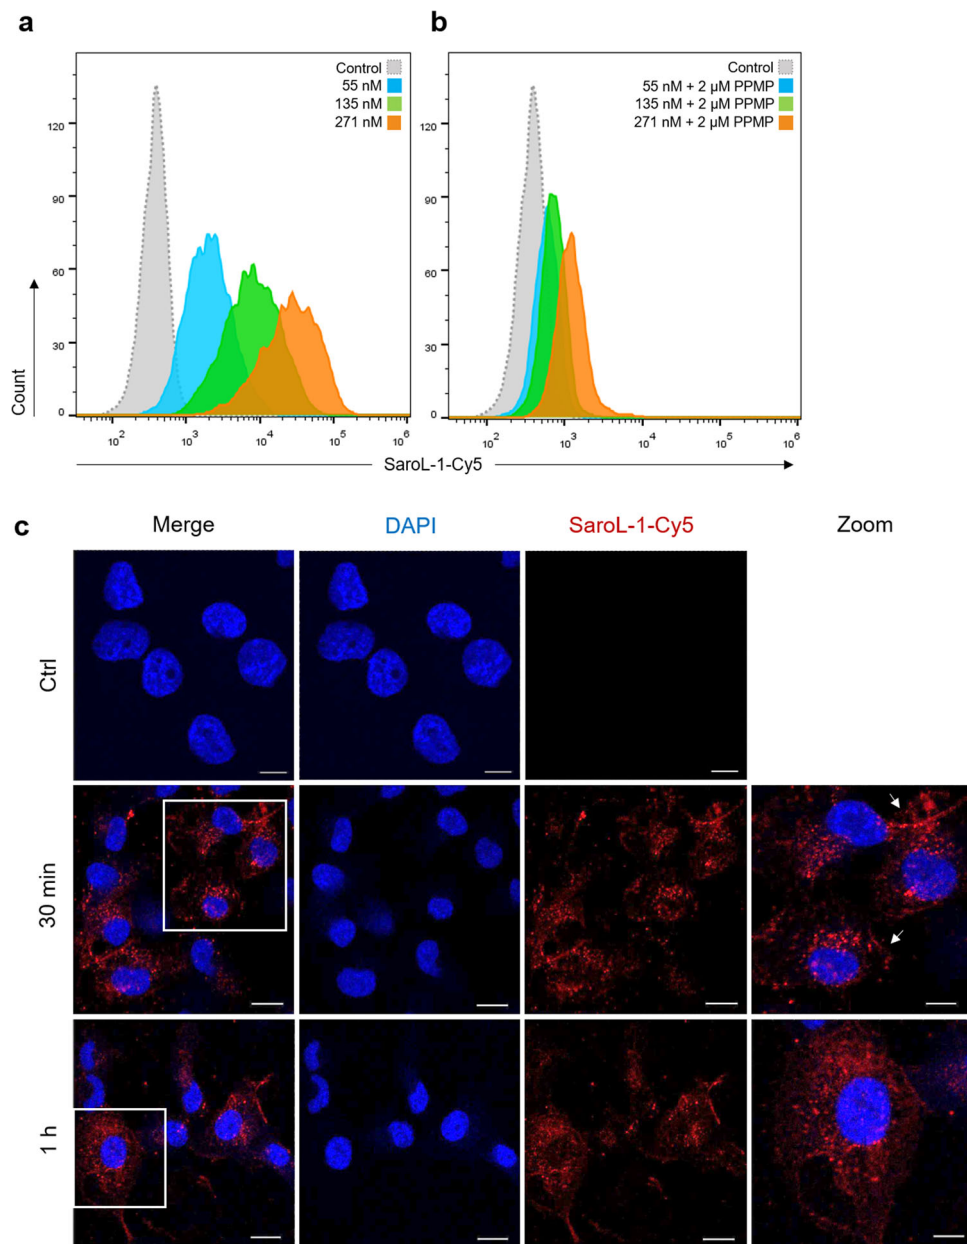 a
b
Control
55 nM
135 nM
271 nM
Control
55 nM + 2 µM PPMP
135 nM + 2 µM PPMP
271 nM + 2 µM PPMP
120
90
60
30
0
120
90
60
30
0
Count
10² 10³ 10⁴ 10⁵ 10⁶
10² 10³ 10⁴ 10⁵ 10⁶
SaroL-1-Cy5
c
Merge DAPI SaroL-1-Cy5 Zoom
Ctrl
30 min
1 h